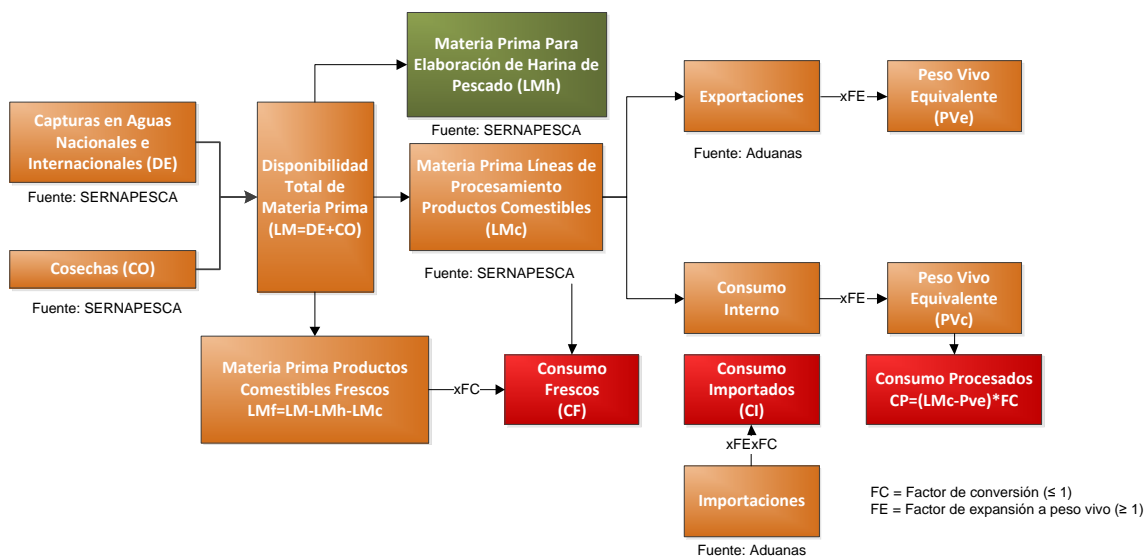 Capturas en Aguas
Nacionales e
Internacionales (DE)
Fuente: SERNAPESCA
Cosechas (CO)
Fuente: SERNAPESCA
Disponibilidad
Total de
Materia Prima
(LM=DE+CO)
Materia Prima Para
Elaboración de Harina de
Pescado (LMh)
Fuente: SERNAPESCA
Materia Prima Líneas de
Procesamiento
Productos Comestibles
(LMc)
Fuente: SERNAPESCA
Exportaciones
Fuente: Aduanas
xFE
Peso Vivo
Equivalente
(PVe)
Consumo
Interno
xFE
Peso Vivo
Equivalente
(PVc)
Materia Prima Productos
Comestibles Frescos
LMf=LM-LMh-LMc
xFC
Consumo
Frescos
(CF)
Consumo
Importados
(CI)
xFExFC
Importaciones
Fuente: Aduanas
Consumo Procesados
CP=(LMc-Pve)*FC
FC = Factor de conversión (≤ 1)
FE = Factor de expansión a peso vivo (≥ 1)